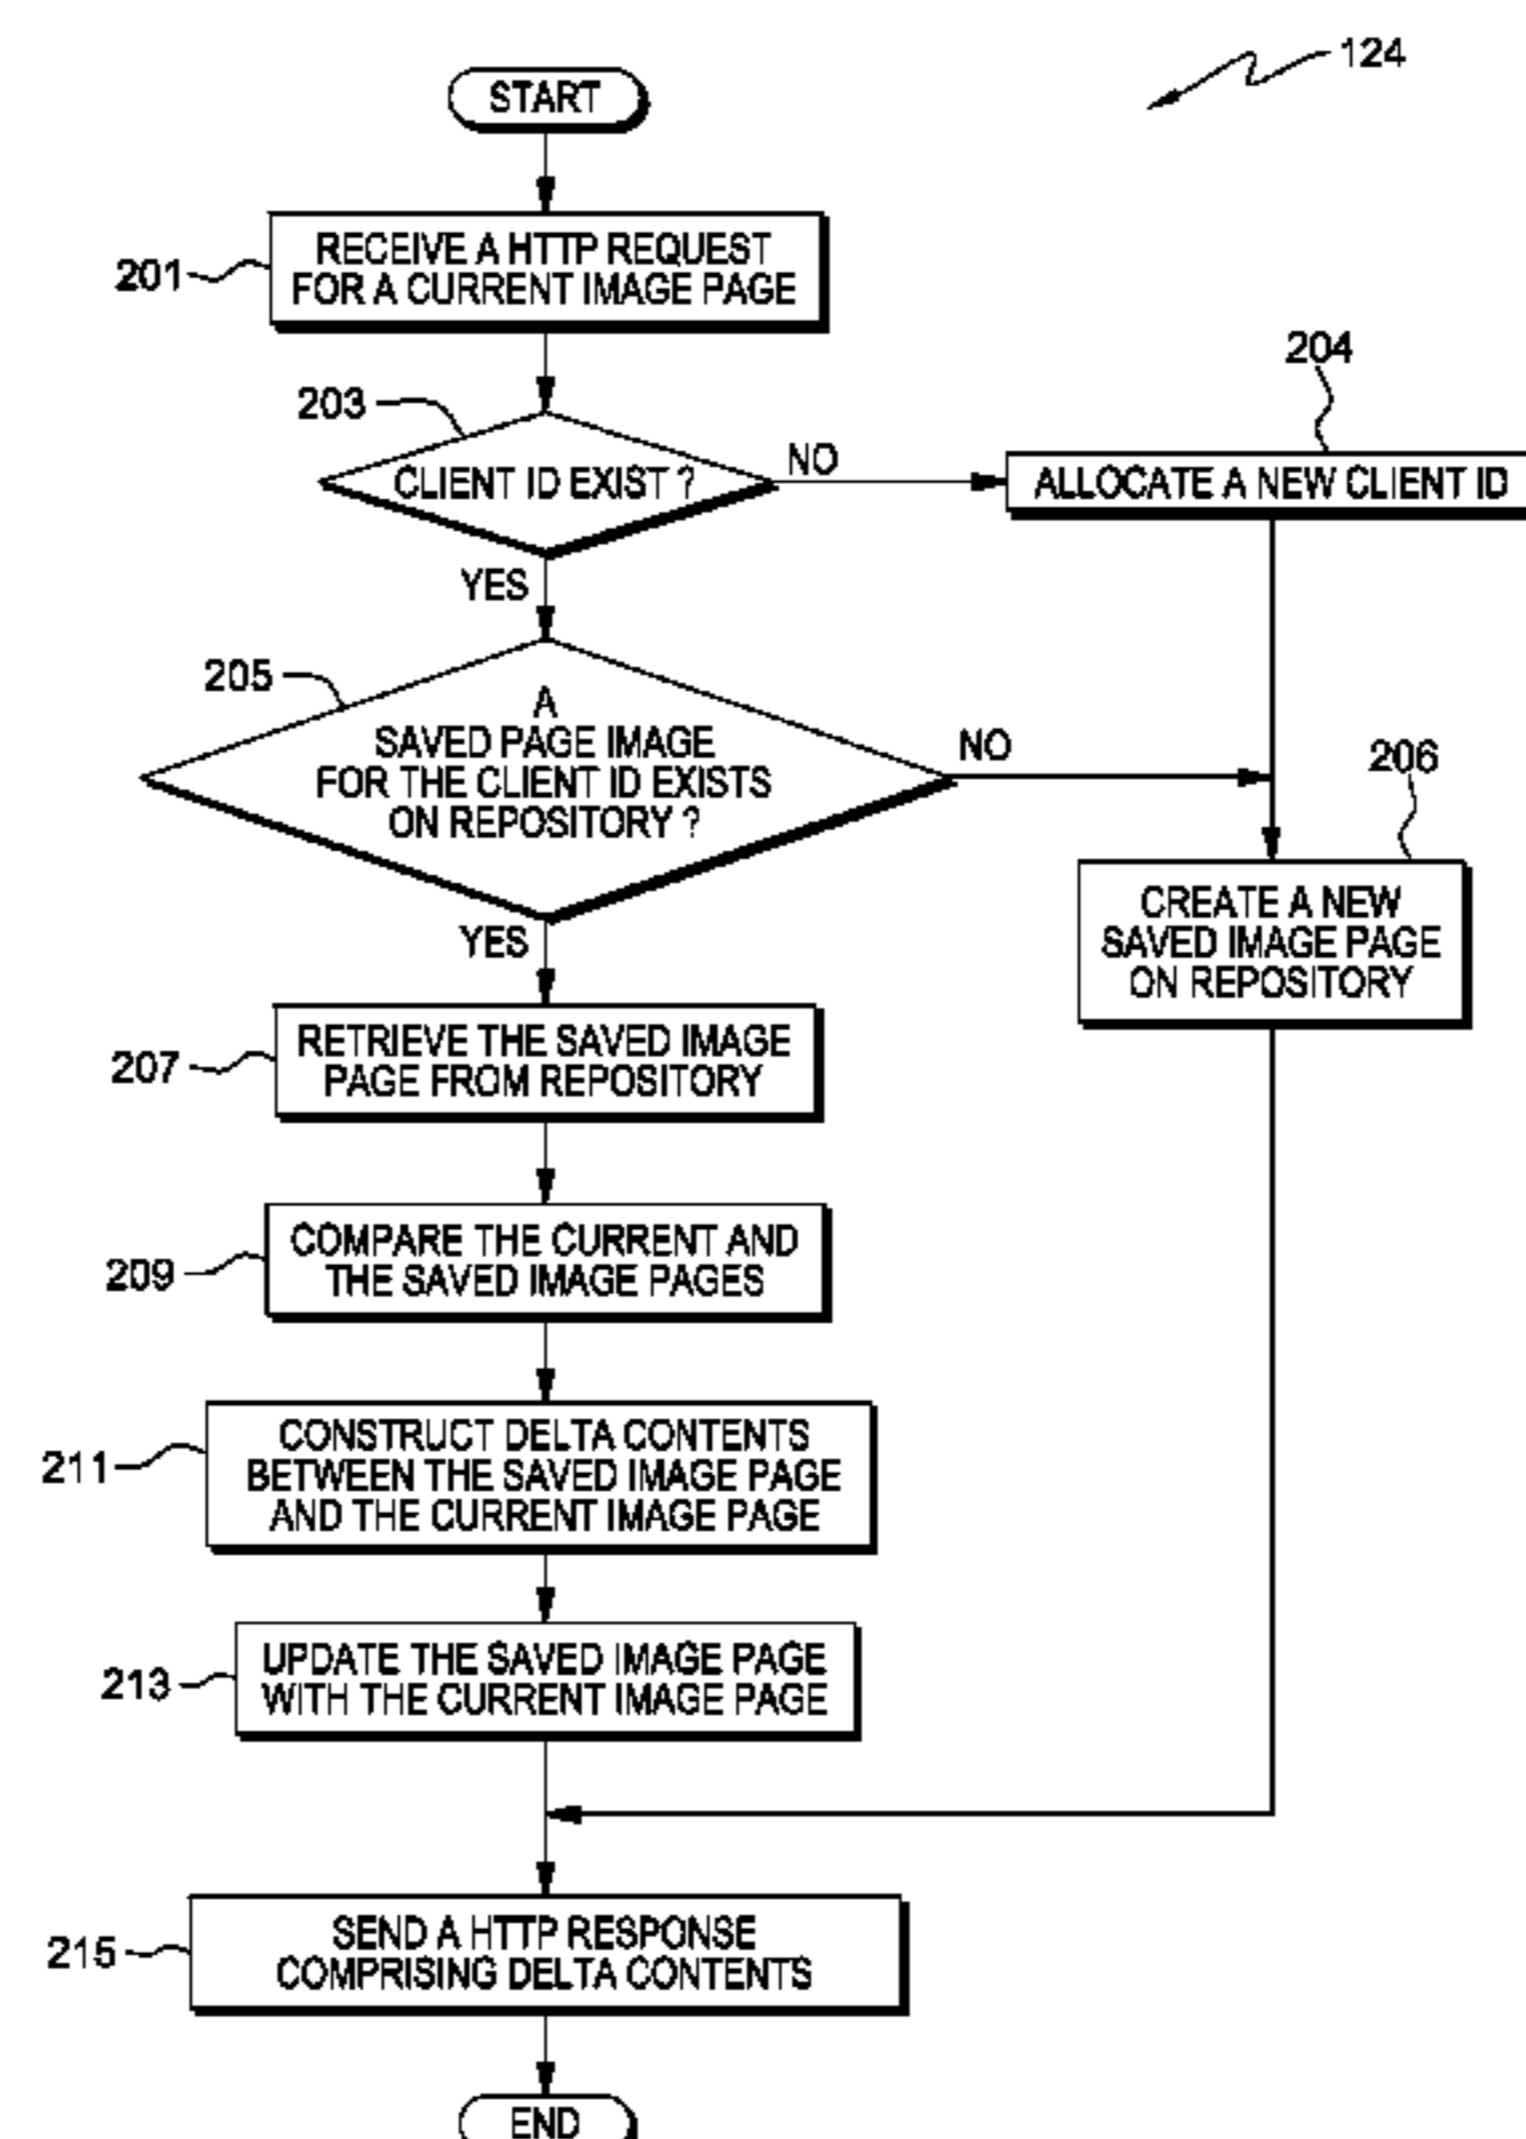 124
START
201
RECEIVE A HTTP REQUEST
FOR A CURRENT IMAGE PAGE
203
CLIENT ID EXIST ?
NO
204
ALLOCATE A NEW CLIENT ID
YES
205
A
SAVED PAGE IMAGE
FOR THE CLIENT ID EXISTS
ON REPOSITORY ?
NO
206
CREATE A NEW
SAVED IMAGE PAGE
ON REPOSITORY
YES
207
RETRIEVE THE SAVED IMAGE
PAGE FROM REPOSITORY
209
COMPARE THE CURRENT AND
THE SAVED IMAGE PAGES
211
CONSTRUCT DELTA CONTENTS
BETWEEN THE SAVED IMAGE PAGE
AND THE CURRENT IMAGE PAGE
213
UPDATE THE SAVED IMAGE PAGE
WITH THE CURRENT IMAGE PAGE
215
SEND A HTTP RESPONSE
COMPRISING DELTA CONTENTS
END